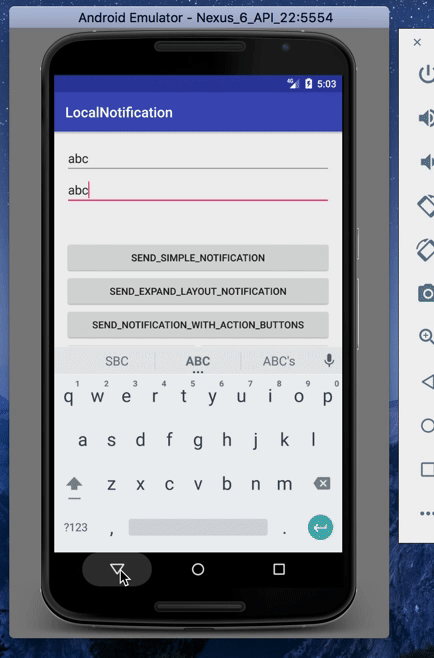 Android Emulator - Nexus_6_API_22:5554
4G 5:03
LocalNotification
abc
abc
SEND_SIMPLE_NOTIFICATION
SEND_EXPAND_LAYOUT_NOTIFICATION
SEND_NOTIFICATION_WITH_ACTION_BUTTONS
SBC ABC ABC's
1 2 3 4 5 6 7 8 9 0
q w e r t y u i o p
a s d f g h j k l
z x c v b n m
?123 , .